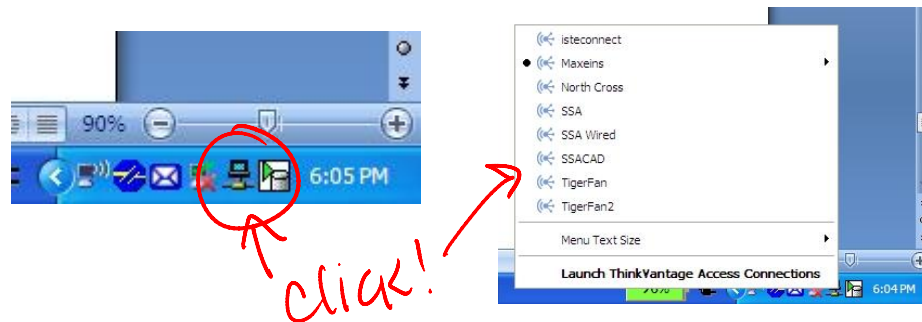 90%
6:05 PM
click!
isteconnect
Maxeins
North Cross
SSA
SSA Wired
SSACAD
TigerFan
TigerFan2
Menu Text Size
Launch ThinkVantage Access Connections
90%
6:04 PM